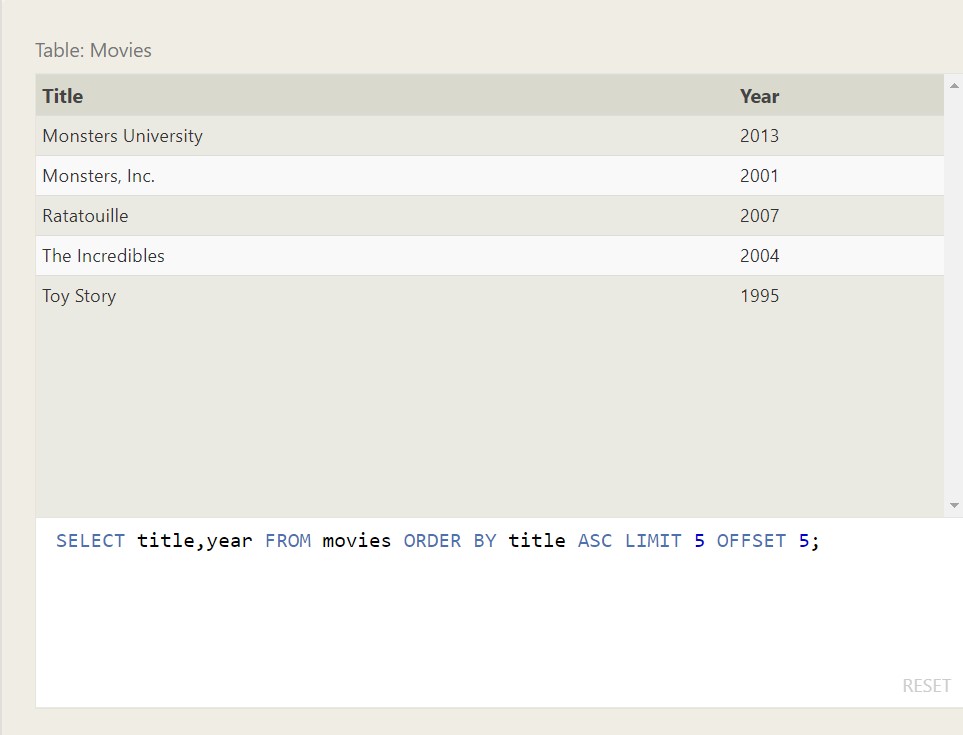 Table: Movies
Title Year
Monsters University 2013
Monsters, Inc. 2001
Ratatouille 2007
The Incredibles 2004
Toy Story 1995
SELECT title,year FROM movies ORDER BY title ASC LIMIT 5 OFFSET 5;
RESET